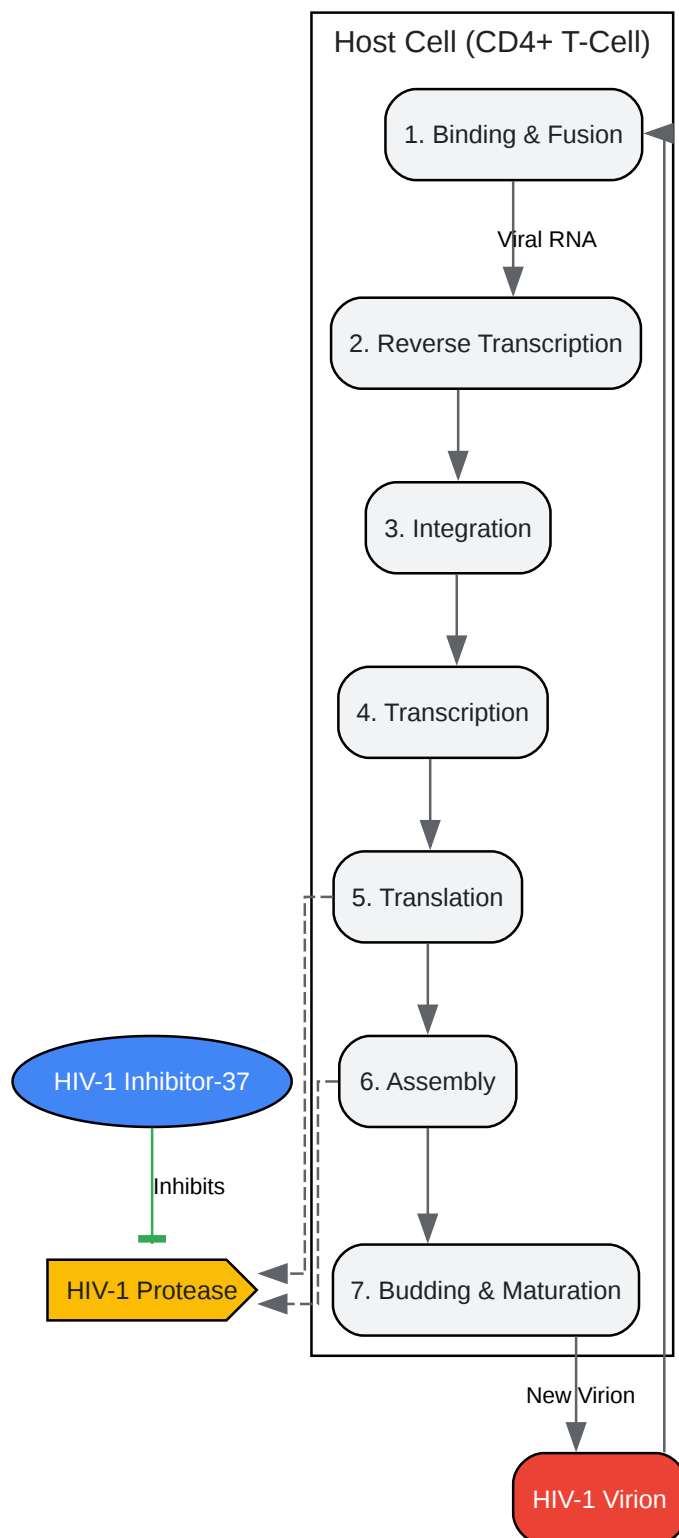 Host Cell (CD4+ T-Cell)
1. Binding & Fusion
Viral RNA
2. Reverse Transcription
3. Integration
4. Transcription
5. Translation
HIV-1 Inhibitor-37
6. Assembly
Inhibits
HIV-1 Protease
7. Budding & Maturation
New Virion
HIV-1 Virion